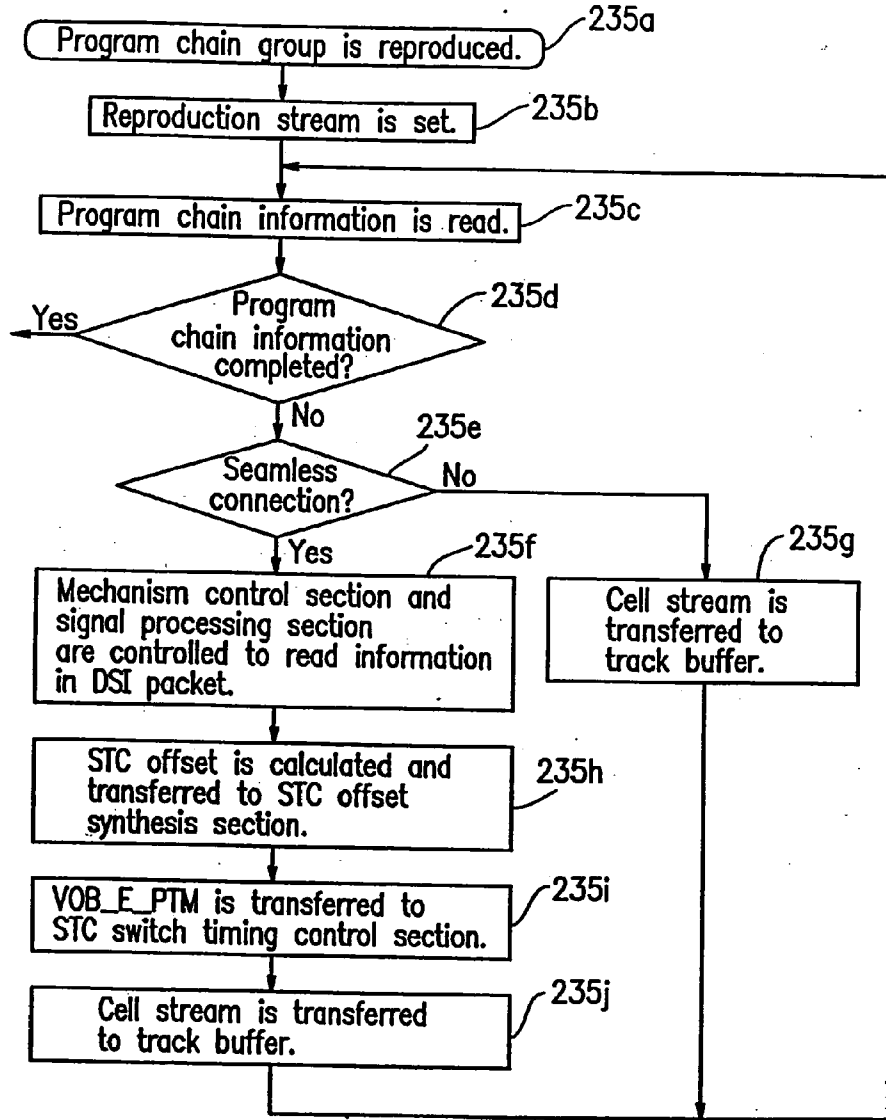 Program chain group is reproduced.
235a
Reproduction stream is set.
235b
Program chain information is read.
235c
Program
chain information
completed?
235d
Yes
No
Seamless
connection?
235e
No
Yes
Mechanism control section and
signal processing section
are controlled to read information
in DSI packet.
235f
Cell stream is
transferred to
track buffer.
235g
STC offset is calculated and
transferred to STC offset
synthesis section.
235h
VOB_E_PTM is transferred to
STC switch timing control section.
235i
Cell stream is transferred
to track buffer.
235j